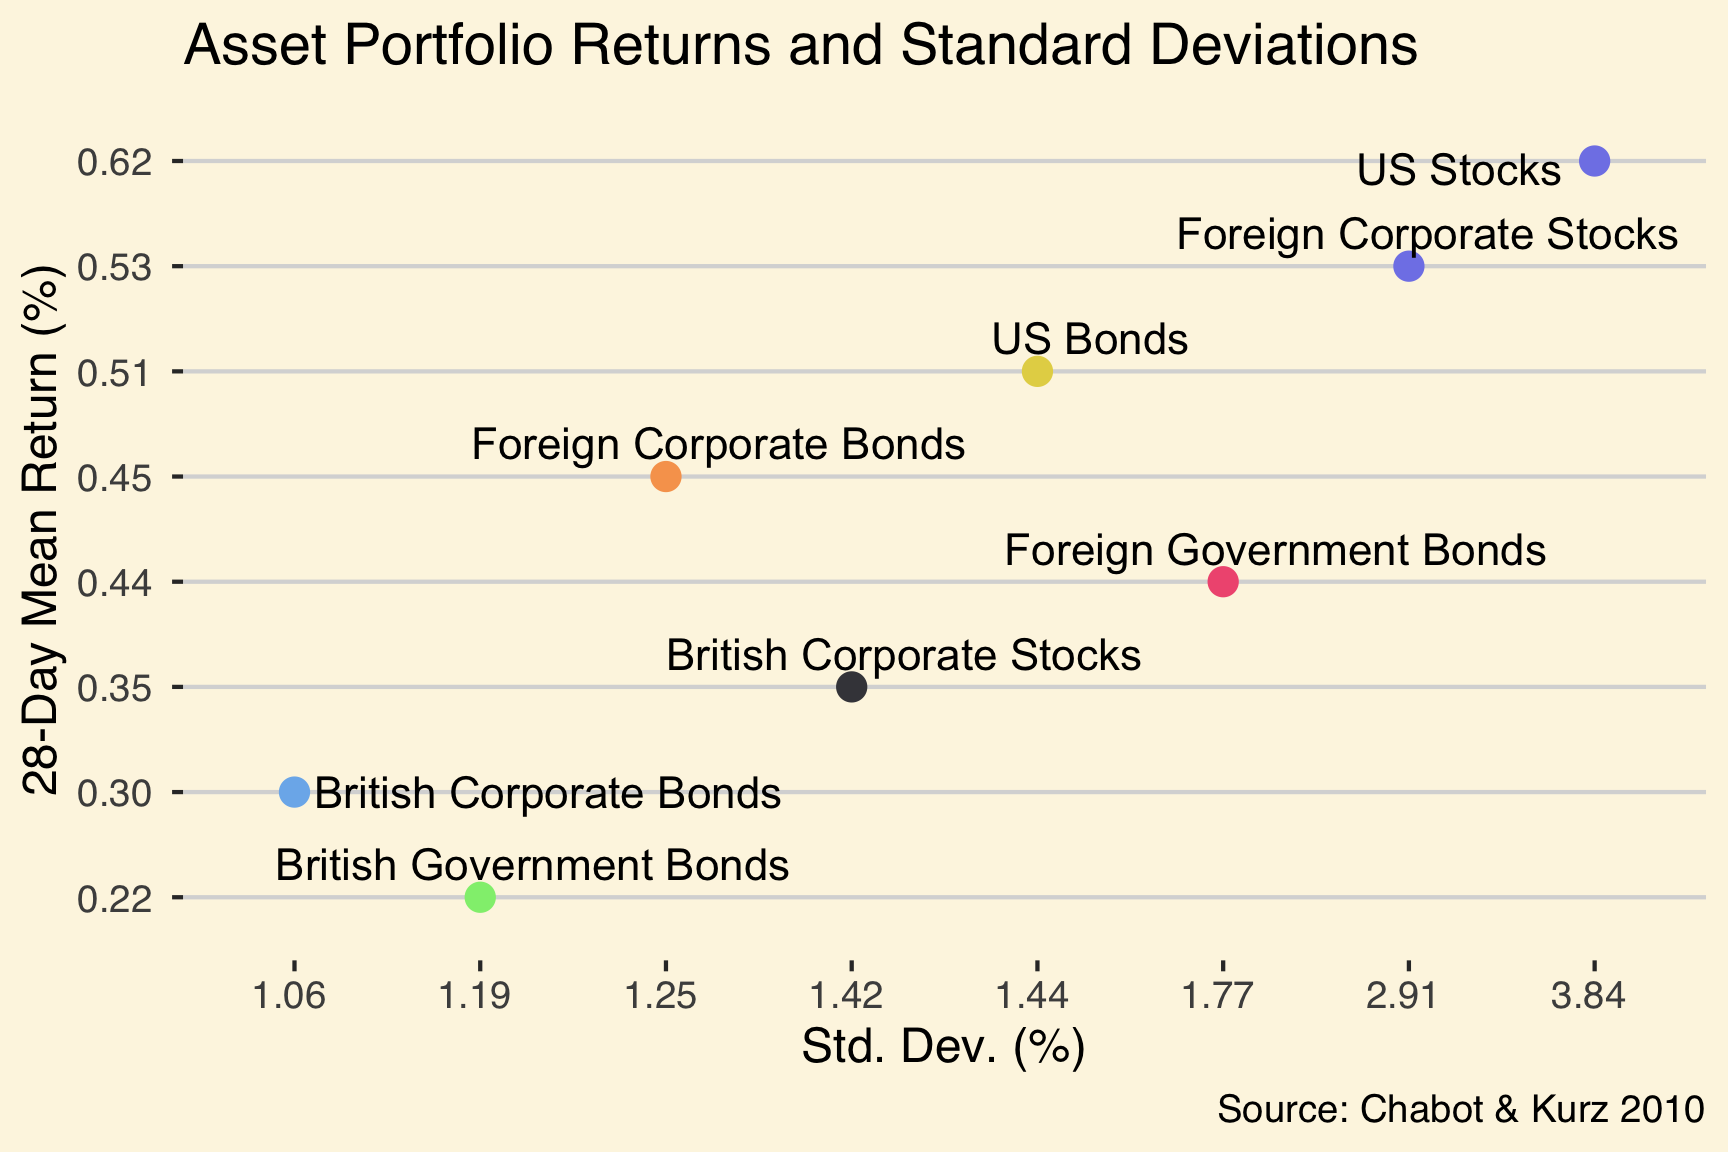 Asset Portfolio Returns and Standard Deviations
28-Day Mean Return (%)
0.62
US Stocks
Foreign Corporate Stocks
0.53
US Bonds
0.51
Foreign Corporate Bonds
0.45
Foreign Government Bonds
0.44
British Corporate Stocks
0.35
0.30
British Corporate Bonds
British Government Bonds
0.22
1.06 1.19 1.25 1.42 1.44 1.77 2.91 3.84
Std. Dev. (%)
Source: Chabot & Kurz 2010